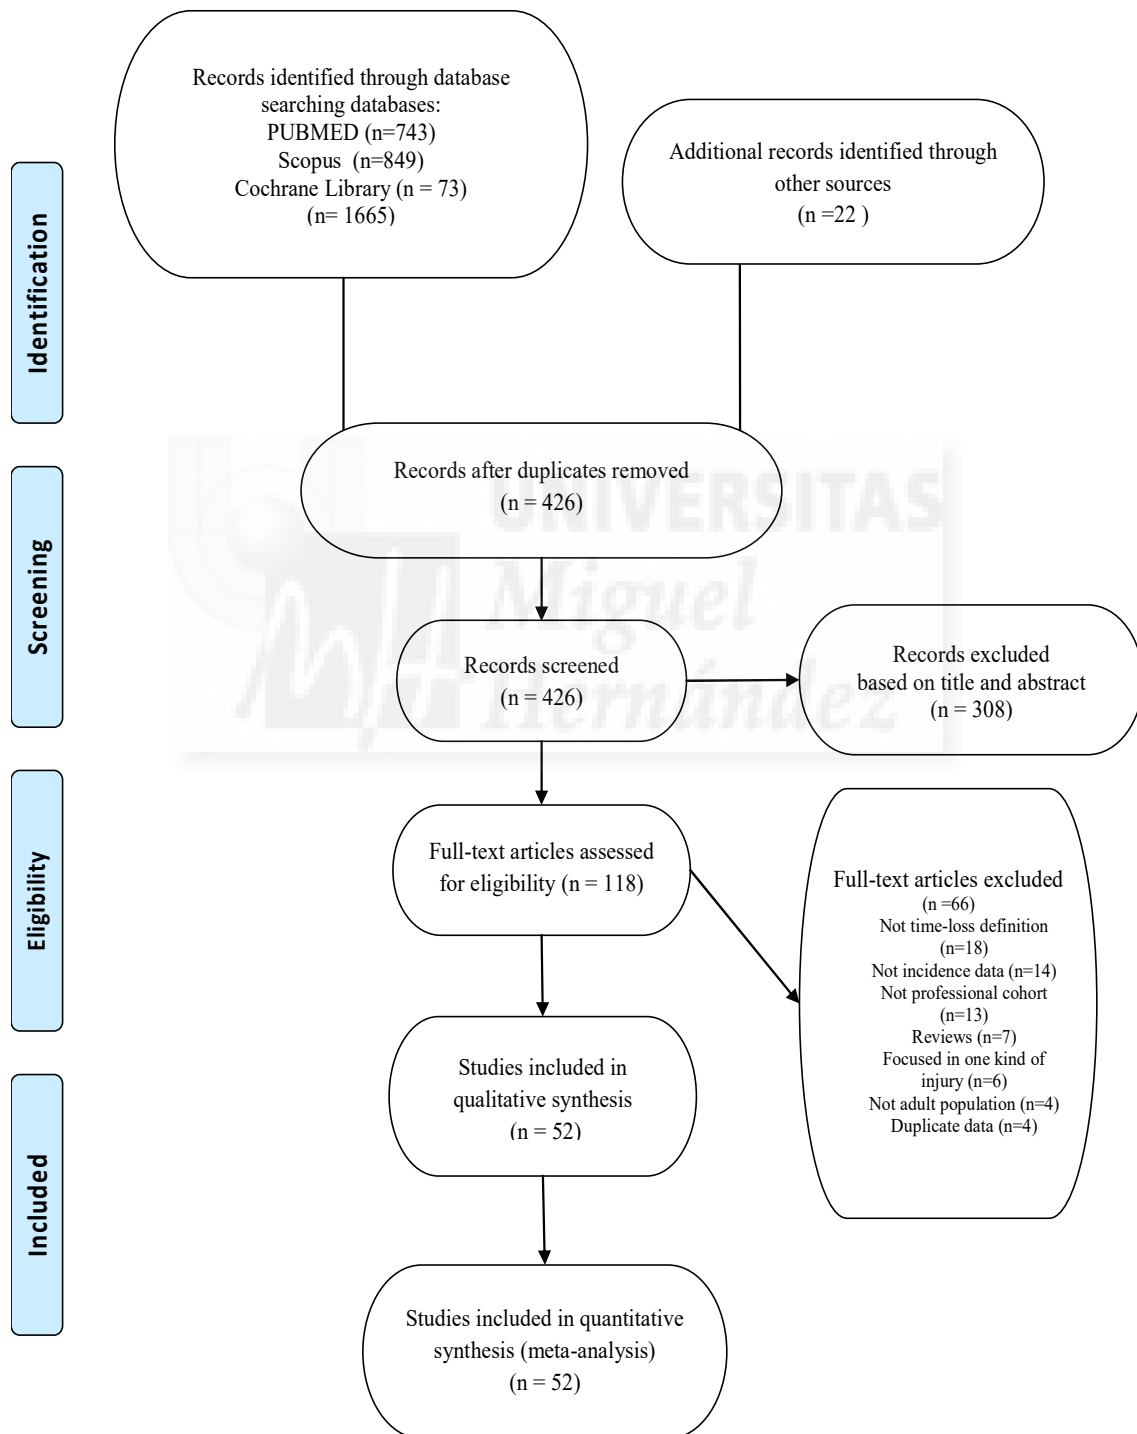 Records identified through database
searching databases:
PUBMED (n=743)
Scopus (n=849)
Cochrane Library (n = 73)
(n= 1665)
Additional records identified through
other sources
(n =22 )
Identification
Records after duplicates removed
(n = 426)
UNIVERSITAS
Miguel
Hernández
Screening
Records screened
(n = 426)
Records excluded
based on title and abstract
(n = 308)
Eligibility
Full-text articles assessed
for eligibility (n = 118)
Full-text articles excluded
(n =66)
Not time-loss definition
(n=18)
Not incidence data (n=14)
Not professional cohort
(n=13)
Reviews (n=7)
Focused in one kind of
injury (n=6)
Not adult population (n=4)
Duplicate data (n=4)
Included
Studies included in
qualitative synthesis
(n = 52)
Studies included in quantitative
synthesis (meta-analysis)
(n = 52)